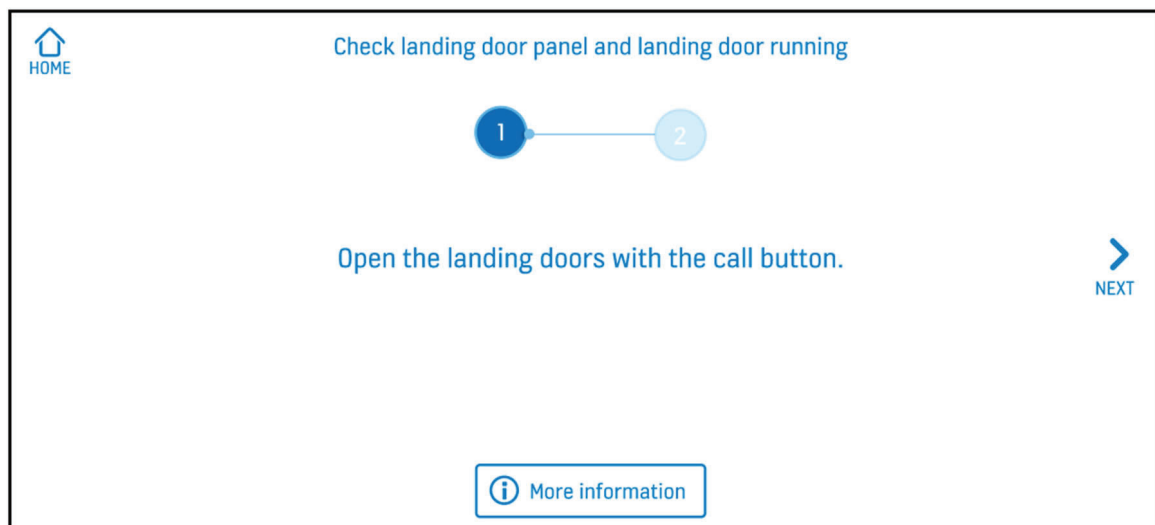 Check landing door panel and landing door running
HOME
1
2
Open the landing doors with the call button.
NEXT
More information